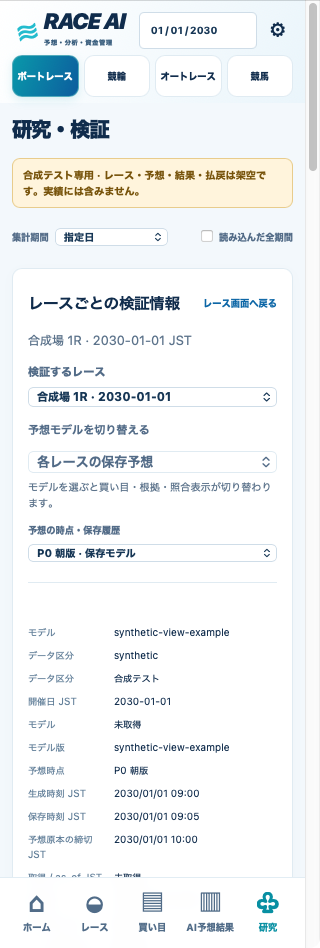 RACE AI
予想・分析・資金管理
01/01/2030
ボートレース
競輪
オートレース
競馬
研究・検証
合成テスト専用・レース・予想・結果・払戻は架空で
す。実績には含みません。
集計期間
指定日
読み込んだ全期間
レースごとの検証情報
レース画面へ戻る
合成場 1R・2030-01-01 JST
検証するレース
合成場 1R・2030-01-01
予想モデルを切り替える
各レースの保存予想
モデルを選ぶと買い目・根拠・照合表示が切り替わり
ます。
予想の時点・保存履歴
P0 朝版・保存モデル
モデル synthetic-view-example
データ区分 synthetic
データ区分 合成テスト
開催日 JST 2030-01-01
モデル 未取得
モデル版 synthetic-view-example
予想時点 P0 朝版
生成時刻 JST 2030/01/01 09:00
保存時刻 JST 2030/01/01 09:05
予想原本の締切 2030/01/01 10:00
JST
取得 / as_of JST 未取得
ホーム
レース
買い目
AI予想結果
研究